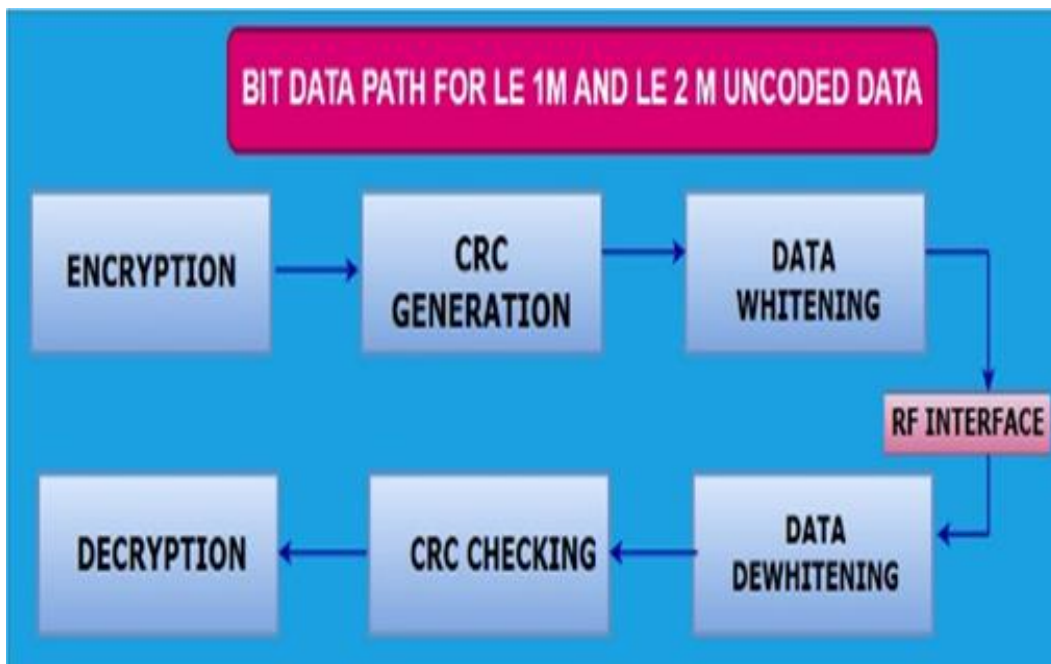 BIT DATA PATH FOR LE 1M AND LE 2 M UNCODED DATA
ENCRYPTION
CRC
GENERATION
DATA
WHITENING
RF INTERFACE
DECRYPTION
CRC CHECKING
DATA
DEWHITENING